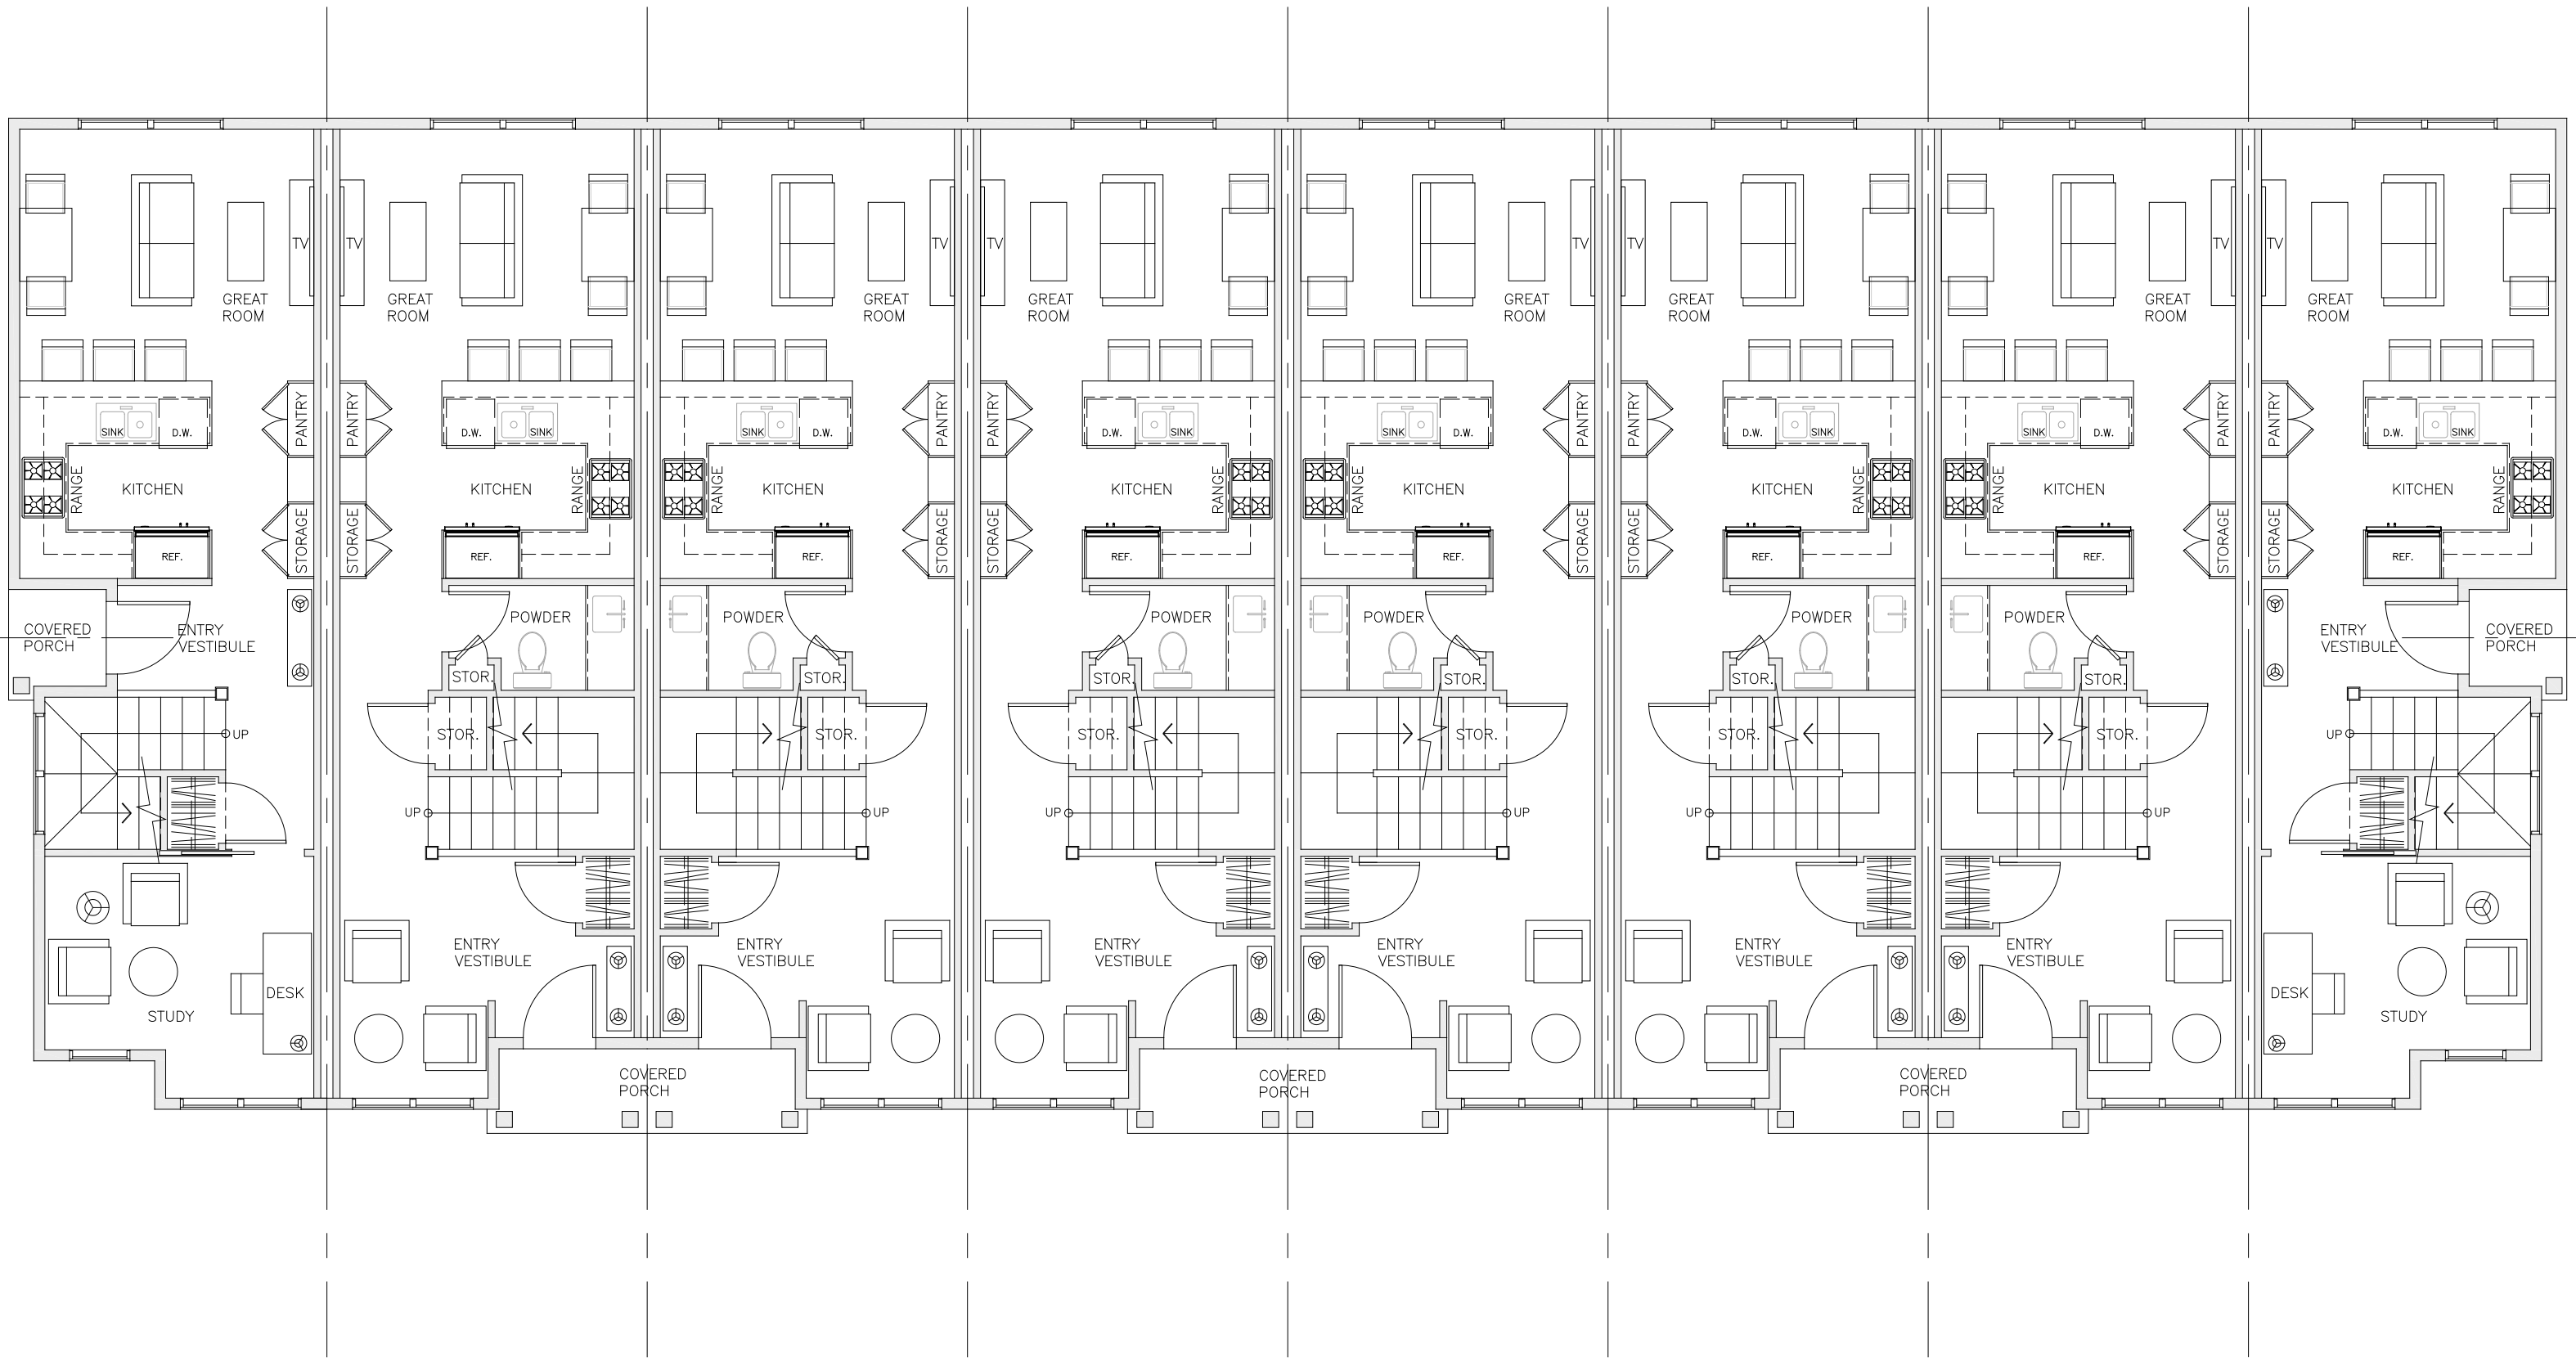 TV
TV
TV
TV
TV
TV
TV
TV
GREAT
ROOM
GREAT
ROOM
GREAT
ROOM
GREAT
ROOM
GREAT
ROOM
GREAT
ROOM
GREAT
ROOM
GREAT
ROOM
SINK
D.W.
PANTRY
PANTRY
D.W.
SINK
SINK
D.W.
PANTRY
PANTRY
D.W.
SINK
SINK
D.W.
PANTRY
PANTRY
D.W.
SINK
SINK
D.W.
PANTRY
PANTRY
D.W.
SINK
RANGE
KITCHEN
KITCHEN
RANGE
RANGE
KITCHEN
KITCHEN
RANGE
RANGE
KITCHEN
KITCHEN
RANGE
RANGE
KITCHEN
KITCHEN
RANGE
REF.
STORAGE
STORAGE
REF.
REF.
STORAGE
STORAGE
REF.
REF.
STORAGE
STORAGE
REF.
REF.
STORAGE
STORAGE
REF.
COVERED
PORCH
ENTRY
VESTIBULE
POWDER
POWDER
POWDER
POWDER
POWDER
POWDER
ENTRY
VESTIBULE
COVERED
PORCH
STOR.
STOR.
STOR.
STOR.
STOR.
STOR.
UP
STOR.
STOR.
STOR.
STOR.
STOR.
STOR.
UP
UP
UP
UP
UP
UP
UP
ENTRY
VESTIBULE
ENTRY
VESTIBULE
ENTRY
VESTIBULE
ENTRY
VESTIBULE
ENTRY
VESTIBULE
ENTRY
VESTIBULE
DESK
DESK
STUDY
STUDY
COVERED
PORCH
COVERED
PORCH
COVERED
PORCH